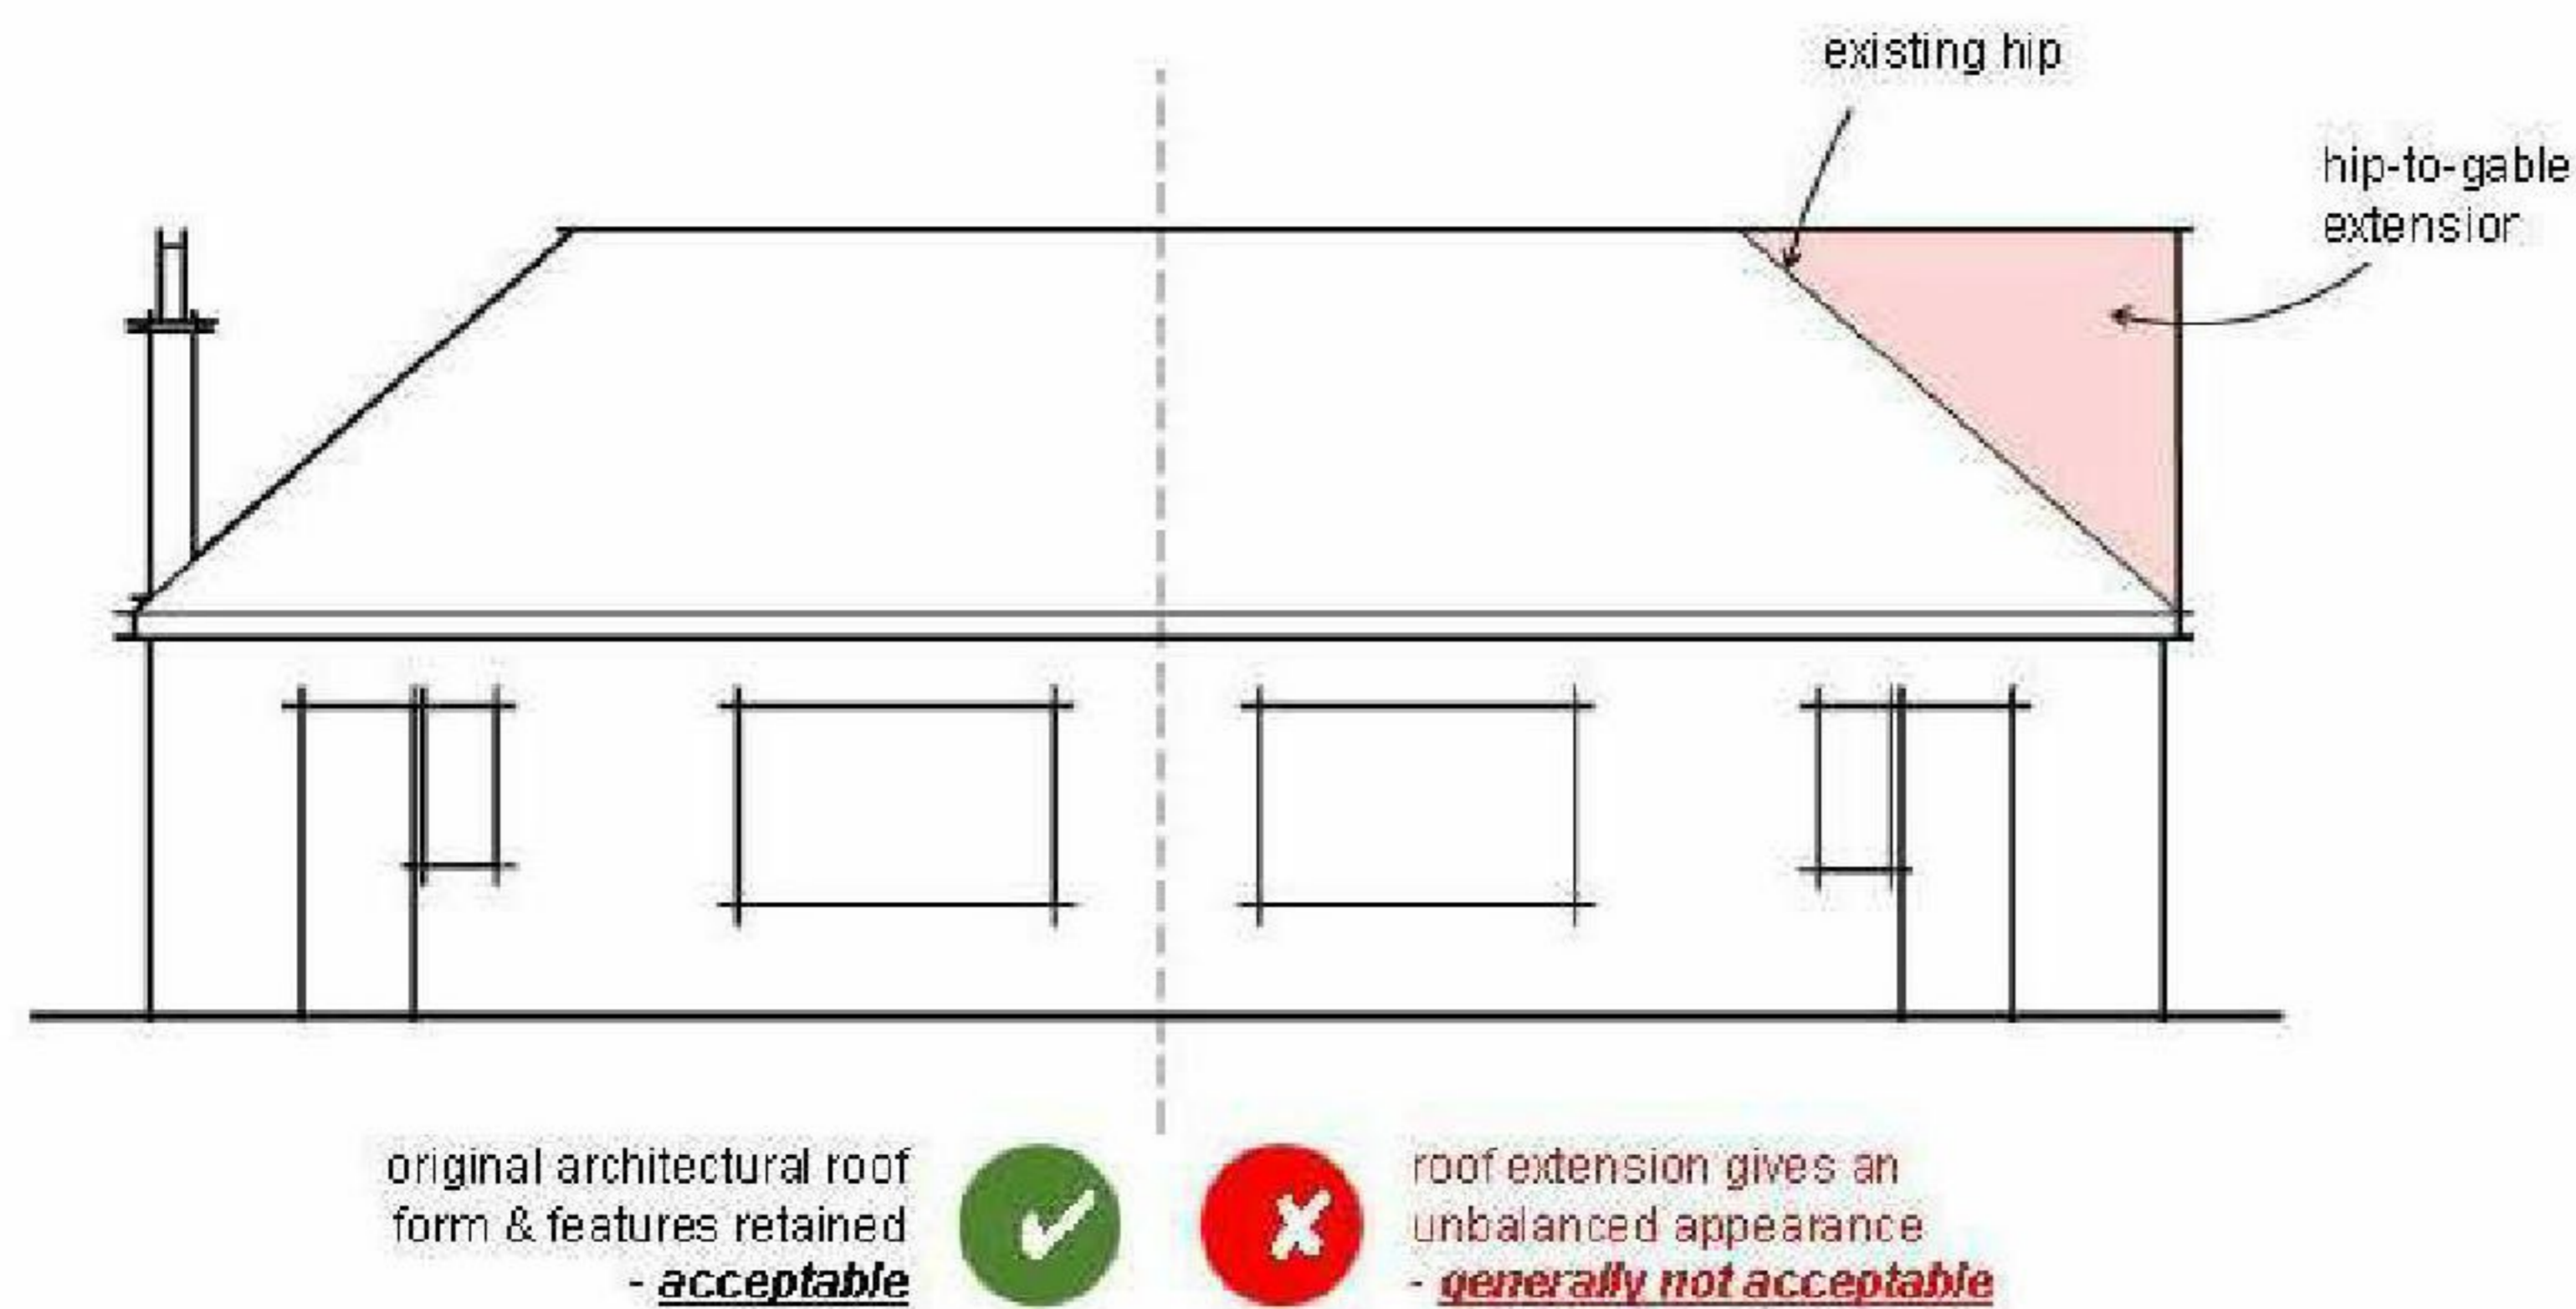 existing hip
hip-to-gable
extension
original architectural roof
form & features retained
- acceptable
roof extension gives an
unbalanced appearance
- generally not acceptable